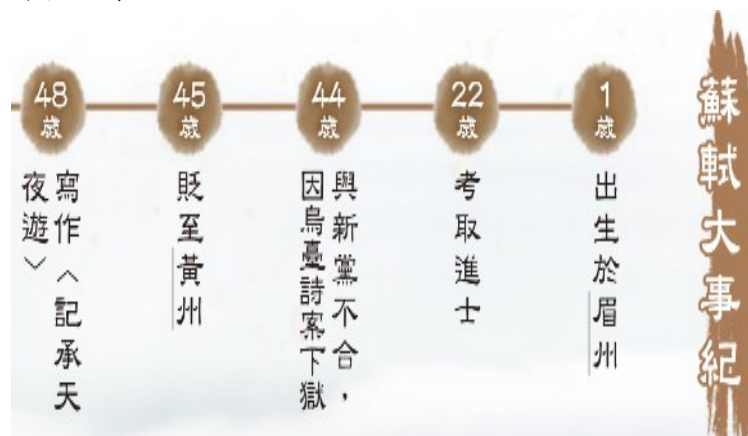 蘇軾大事紀
1歲
出生於眉州
22歲
考取進士
44歲
與新黨不合，
因烏臺詩案下獄
45歲
貶至黃州
48歲
寫作〈記承天
夜遊〉